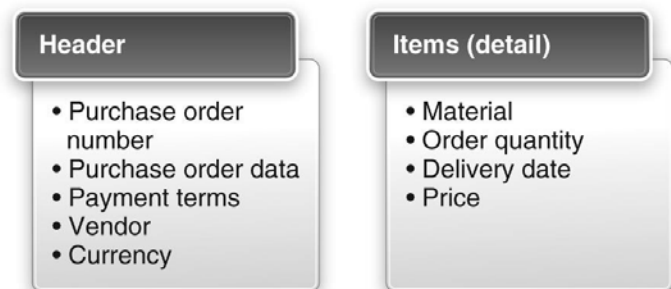 Header
• Purchase order
number
• Purchase order data
• Payment terms
• Vendor
• Currency
Items (detail)
• Material
• Order quantity
• Delivery date
• Price